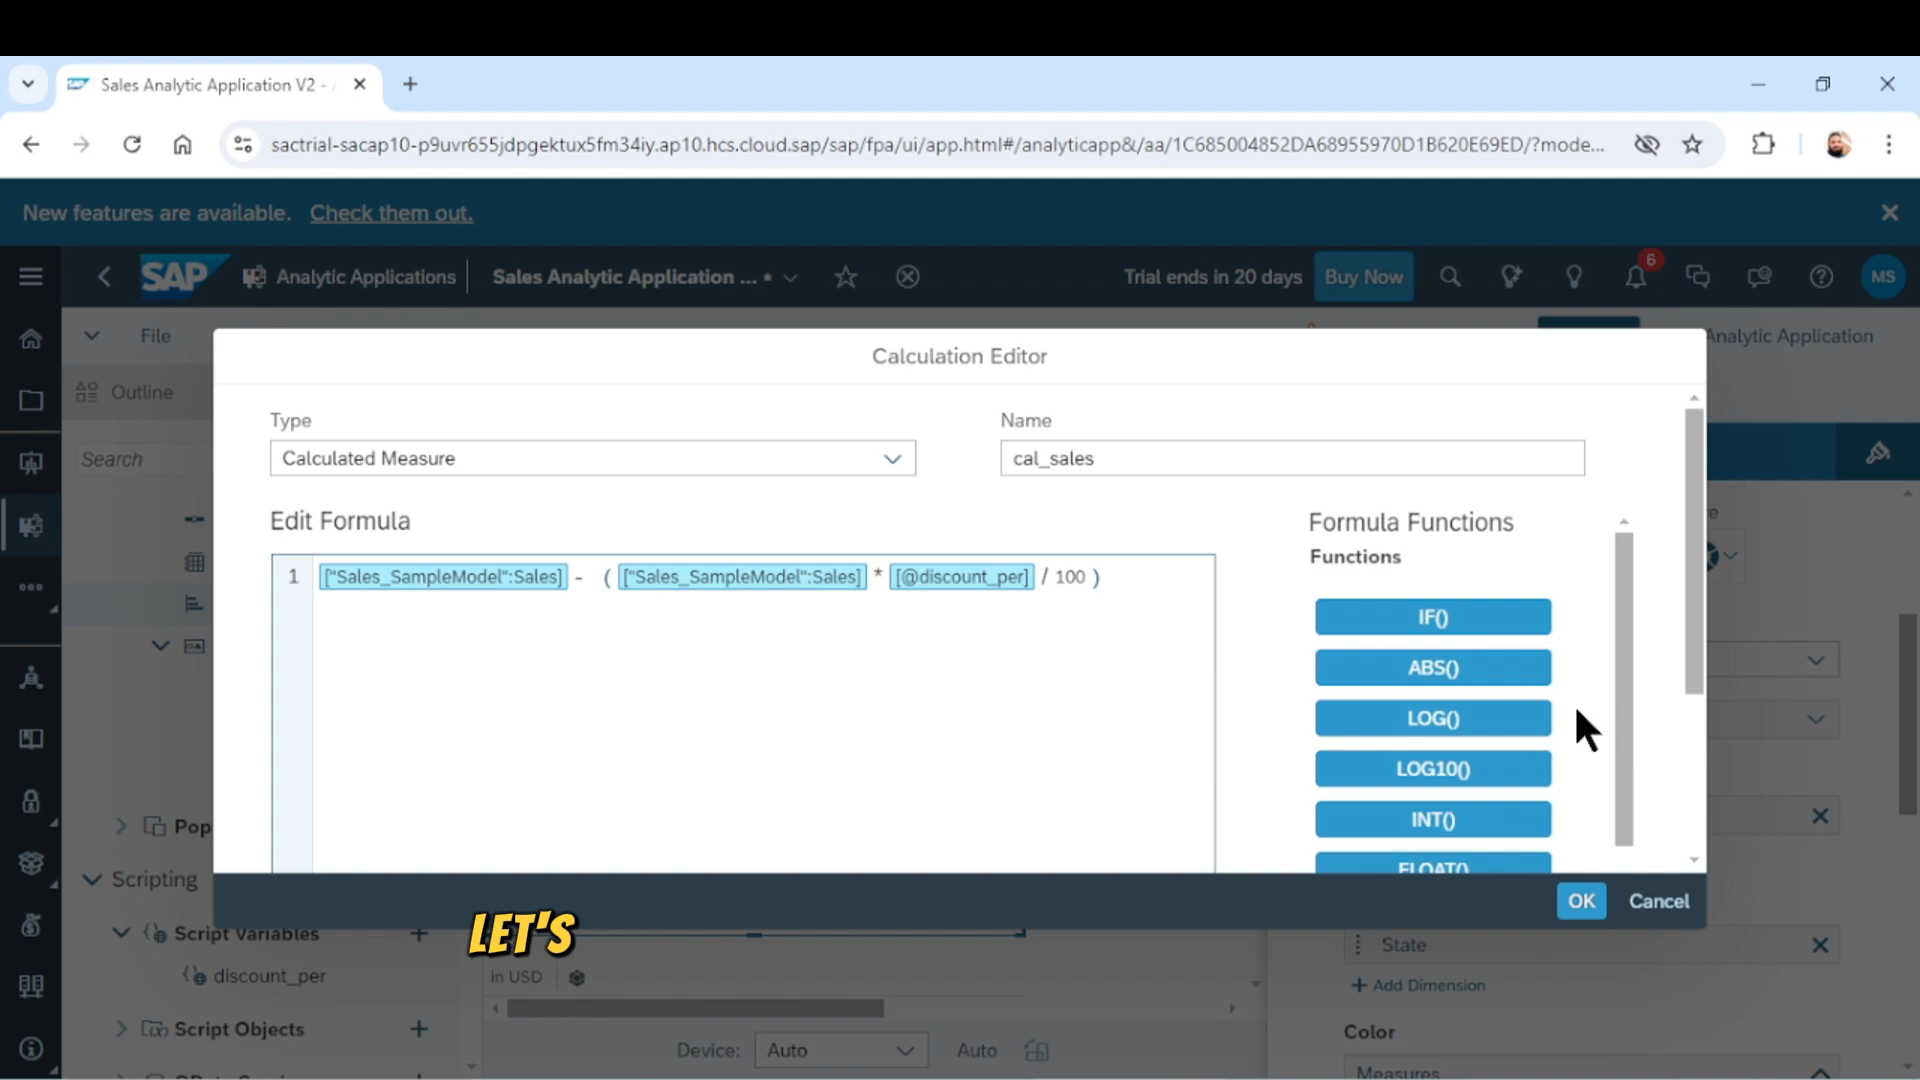 Sales Analytic Application V2 -
sactrial-sacap10-p9uvr655jdpgektux5fm34iy.ap10.hcs.cloud.sap/sap/fpa/ui/app.html#/analyticapp&/aa/1C685004852DA68955970D1B620E69ED/?mode...
New features are available. Check them out.
SAP Analytic Applications Sales Analytic Application ... * Trial ends in 20 days Buy Now 6 MS
File Analytic Application
Calculation Editor
Outline
Type Name
Search Calculated Measure cal_sales
Edit Formula Formula Functions
Functions
1 ["Sales_SampleModel":Sales] - ( ["Sales_SampleModel":Sales] * [@discount_per] / 100 )
IF()
ABS()
LOG()
LOG10()
INT()
FLOAT()
Pop
Scripting
OK Cancel
Script Variables
LET'S
State
discount_per
in USD
+ Add Dimension
Script Objects
Color
Device: Auto Auto
Measures